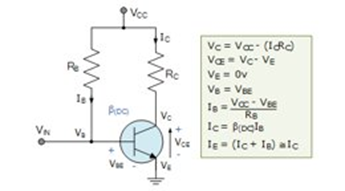 VCC
IC
RB
RC
IB
β(DC)
VC
VIN
VB
+
VCE
-
+
VBE
-
VE
VC = VCC - (ICRC)
VCE = VC - VE
VE = 0v
VB = VBE
IB = VCC - VBE
RB
IC = β(DC)IB
IE = (IC + IB) ≅ IC